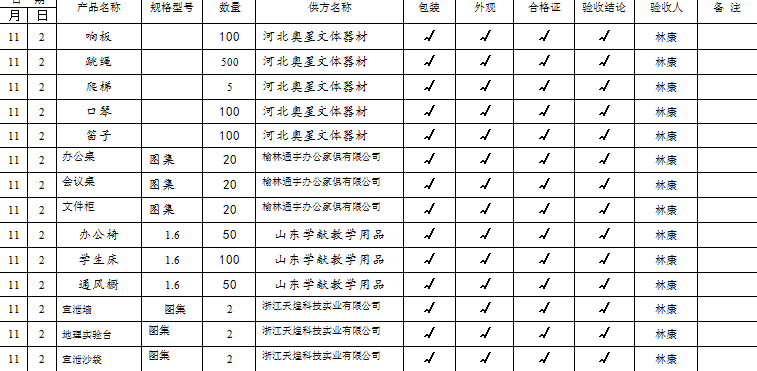 日 期 产品名称 规格型号 数量 供方名称 包装 外观 合格证 验收结论 验收人 备 注
月 日
11 2 响板 100 河北奥星文体器材 √ √ √ √ 林康
11 2 跳绳 500 河北奥星文体器材 √ √ √ √ 林康
11 2 爬梯 5 河北奥星文体器材 √ √ √ √ 林康
11 2 口琴 100 河北奥星文体器材 √ √ √ √ 林康
11 2 笛子 100 河北奥星文体器材 √ √ √ √ 林康
11 2 办公桌 图集 20 榆林通宇办公家俱有限公司 √ √ √ √ 林康
11 2 会议桌 图集 20 榆林通宇办公家俱有限公司 √ √ √ √ 林康
11 2 文件柜 图集 20 榆林通宇办公家俱有限公司 √ √ √ √ 林康
11 2 办公椅 1.6 50 山东学献教学用品 √ √ √ √ 林康
11 2 学生床 1.6 100 山东学献教学用品 √ √ √ √ 林康
11 2 通风橱 1.6 50 山东学献教学用品 √ √ √ √ 林康
11 2 宣泄墙 图集 2 浙江天煌科技实业有限公司 √ √ √ √ 林康
11 2 地理实验台 图集 2 浙江天煌科技实业有限公司 √ √ √ √ 林康
11 2 宣泄沙袋 图集 2 浙江天煌科技实业有限公司 √ √ √ √ 林康